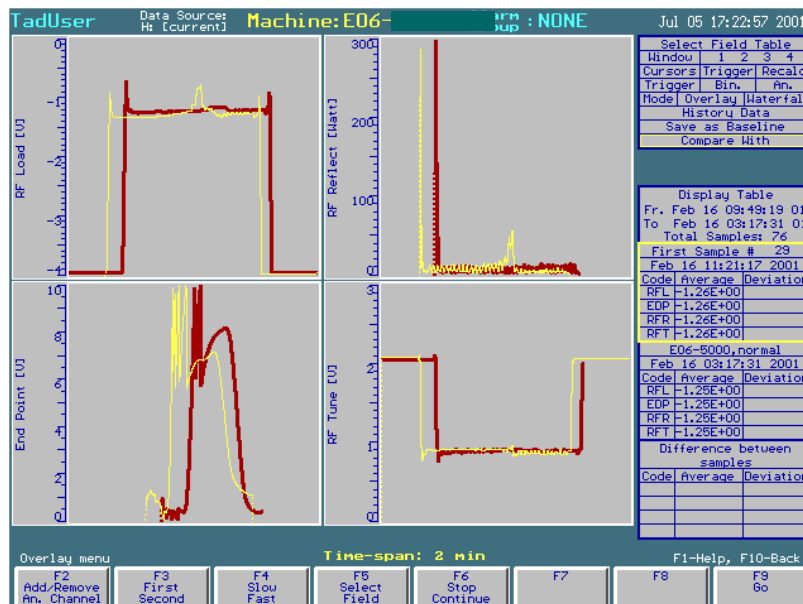 TadUser
Data Source:
H: [current]
Machine:E06-
: NONE
Jul 05 17:22:57 2001
RF Load [V]
0
-1
-2
-3
-4
RF Reflect [Watt]
300
200
100
0
End Point [V]
10
8
6
4
2
0
RF Tune [V]
3
2
1
0
Select Field Table
Window 1 2 3 4
Cursors Trigger Recalc
Trigger Bin. An.
Mode Overlay Waterfal
History Data
Save as Baseline
Compare With
Display Table
Fr. Feb 16 09:49:19 01
To Feb 16 03:17:31 01
Total Samples: 76
First Sample # 29
Feb 16 11:21:17 2001
Code Average Deviation
RFL -1.26E+00
EDP -1.26E+00
RFR -1.26E+00
RFT -1.26E+00
E06-5000,normal
Feb 16 03:17:31 2001
Code Average Deviation
RFL -1.25E+00
EDP -1.25E+00
RFR -1.25E+00
RFT -1.25E+00
Difference between
samples
Code Average Deviation
Overlay menu
Time-span: 2 min
F1-Help, F10-Back
F2
Add/Remove
An. Channel
F3
First
Second
F4
Slow
Fast
F5
Select
Field
F6
Stop
Continue
F7
F8
F9
Go